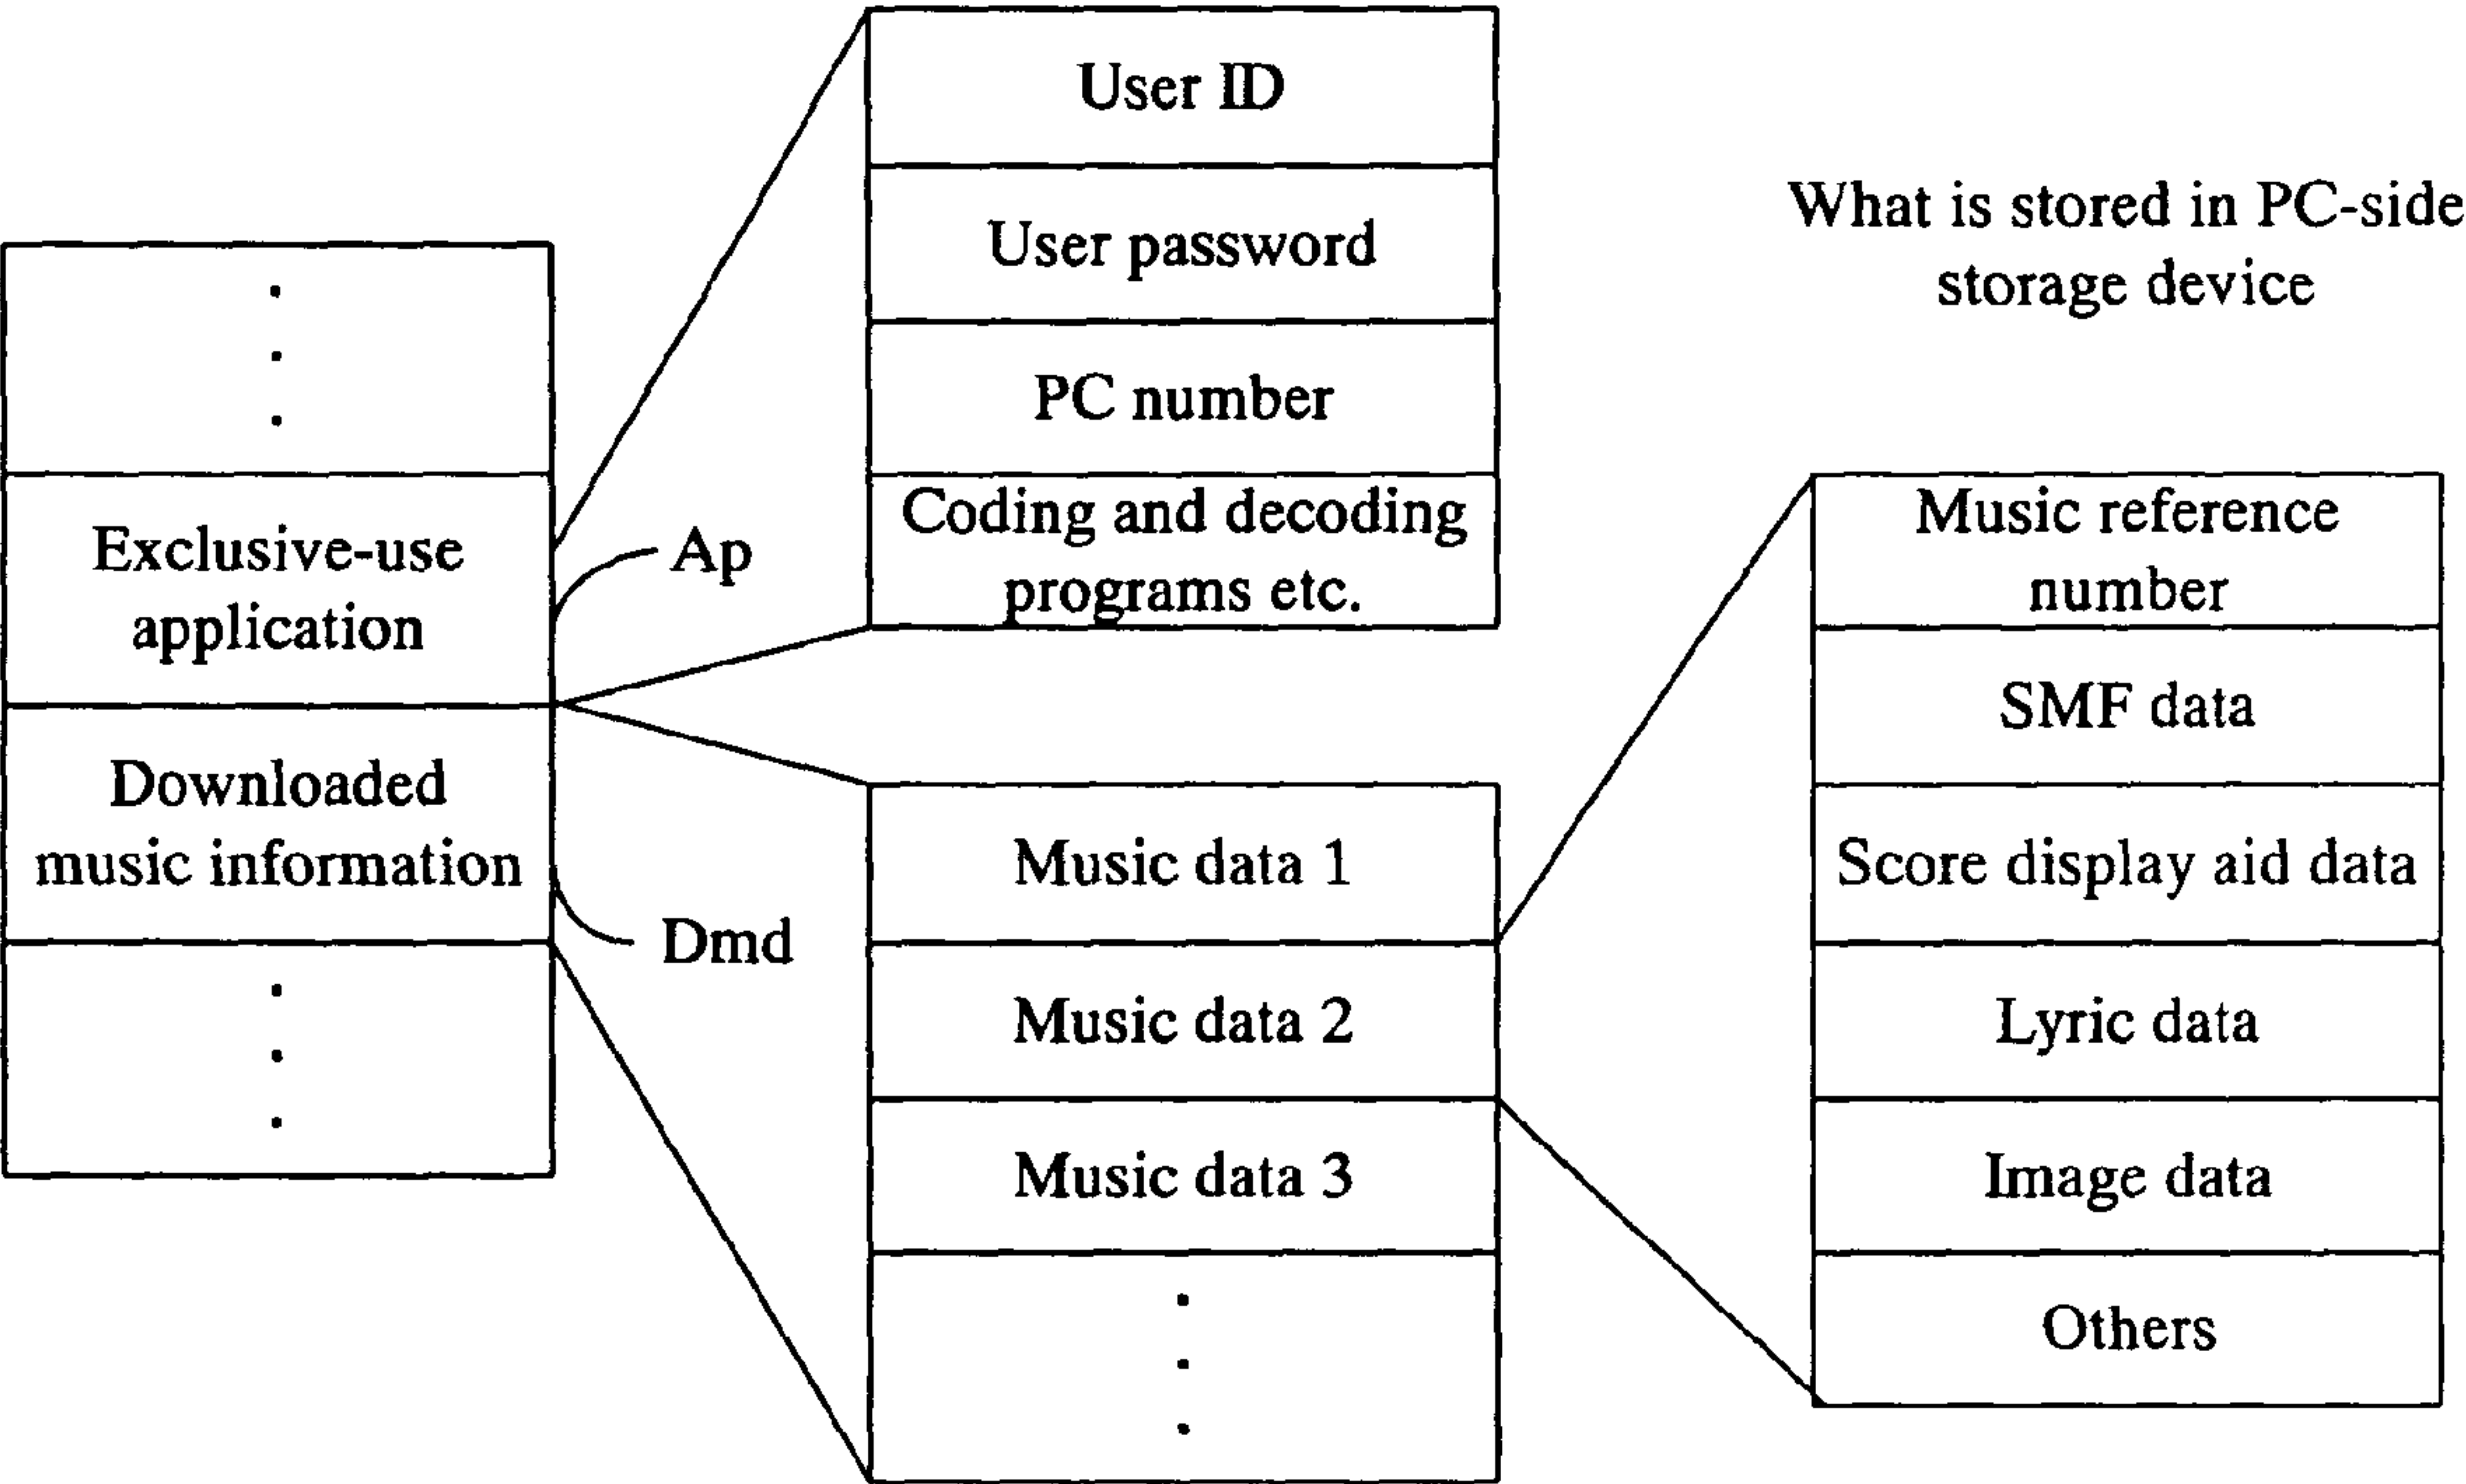 User ID
User password
PC number
Coding and decoding
programs etc.
What is stored in PC-side
storage device
Exclusive-use
application
Ap
Downloaded
music information
Dmd
Music data 1
Music data 2
Music data 3
Music reference
number
SMF data
Score display aid data
Lyric data
Image data
Others